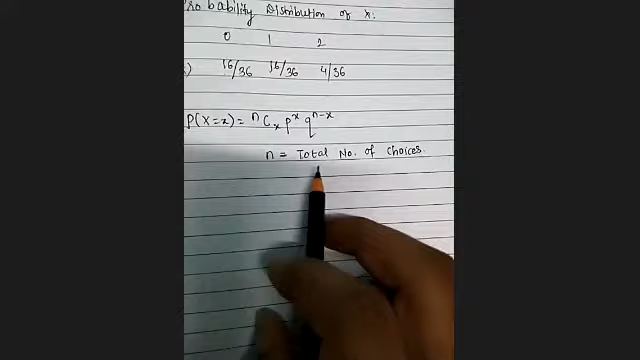 Probability Distribution of x:
0 1 2
) 16/36 16/36 4/36
P(X=x) = ⁿCₓ pˣ qⁿ⁻ˣ
n = Total No. of Choices.